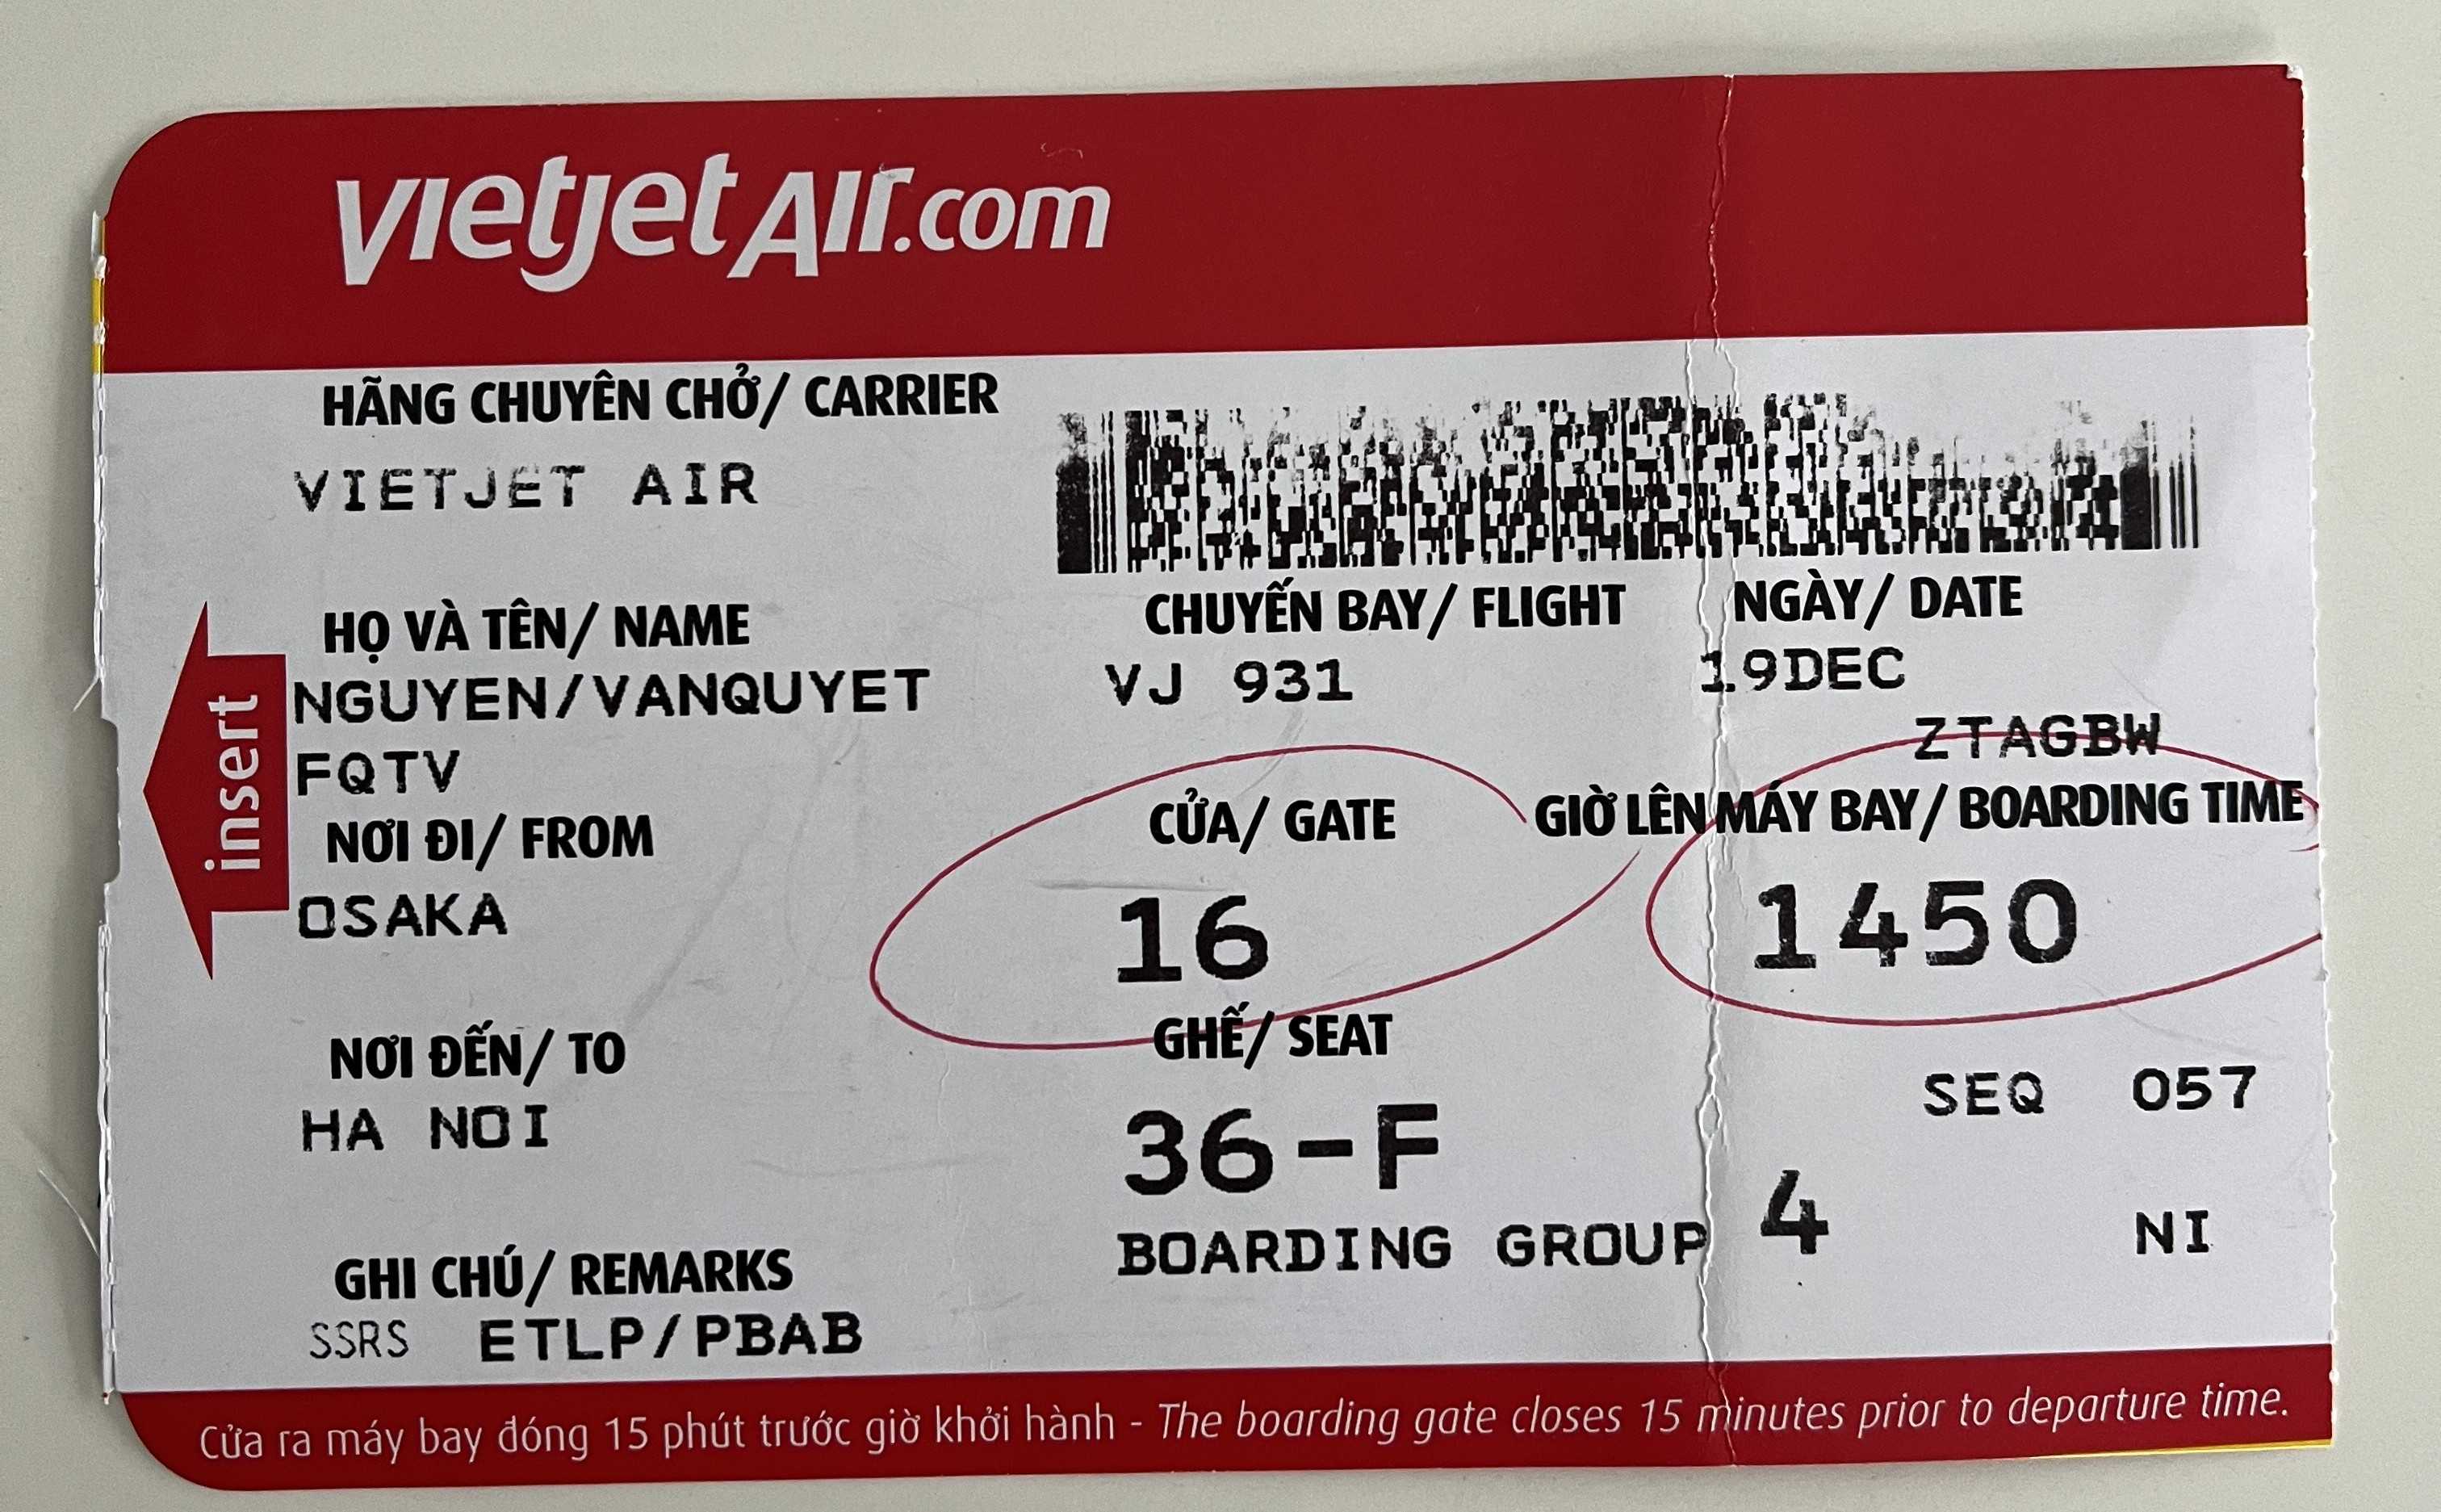 vietjetAir.com
HÃNG CHUYÊN CHỞ/ CARRIER
VIETJET AIR
HỌ VÀ TÊN/ NAME
NGUYEN/VANQUYET
FQTV
CHUYẾN BAY/ FLIGHT
VJ 931
NGÀY/ DATE
19DEC
ZTAGBW
insert
NƠI ĐI/ FROM
OSAKA
CỬA/ GATE
16
GIỜ LÊN MÁY BAY/ BOARDING TIME
1450
NƠI ĐẾN/ TO
HA NOI
GHẾ/ SEAT
36-F
SEQ 057
BOARDING GROUP 4
NI
GHI CHÚ/ REMARKS
SSRS ETLP/PBAB
Cửa ra máy bay đóng 15 phút trước giờ khởi hành - The boarding gate closes 15 minutes prior to departure time.